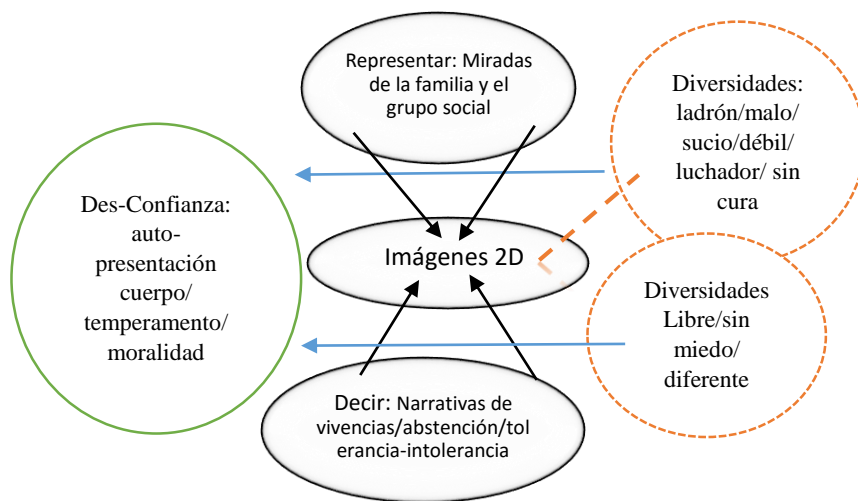 Representar: Miradas
de la familia y el
grupo social
Diversidades:
ladrón/malo/
sucio/débil/
luchador/ sin
cura
Des-Confianza:
auto-
presentación
cuerpo/
temperamento/
moralidad
Imágenes 2D
Diversidades
Libre/sin
miedo/
diferente
Decir: Narrativas de
vivencias/abstención/tol
erancia-intolerancia